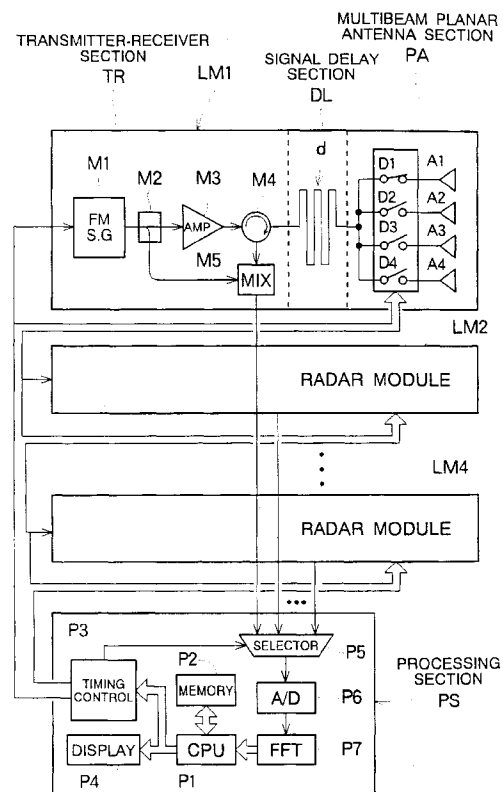 MULTIBEAM PLANAR
ANTENNA SECTION
PA
TRANSMITTER-RECEIVER
SECTION
TR
LM1
SIGNAL DELAY
SECTION
DL
d
M1
M2
M3
M4
D1
A1
D2
A2
D3
A3
D4
A4
FM
S.G
AMP
M5
MIX
LM2
RADAR MODULE
LM4
RADAR MODULE
P3
P2
SELECTOR
P5
PROCESSING
SECTION
PS
TIMING
CONTROL
MEMORY
A/D
P6
DISPLAY
CPU
FFT
P7
P4
P1